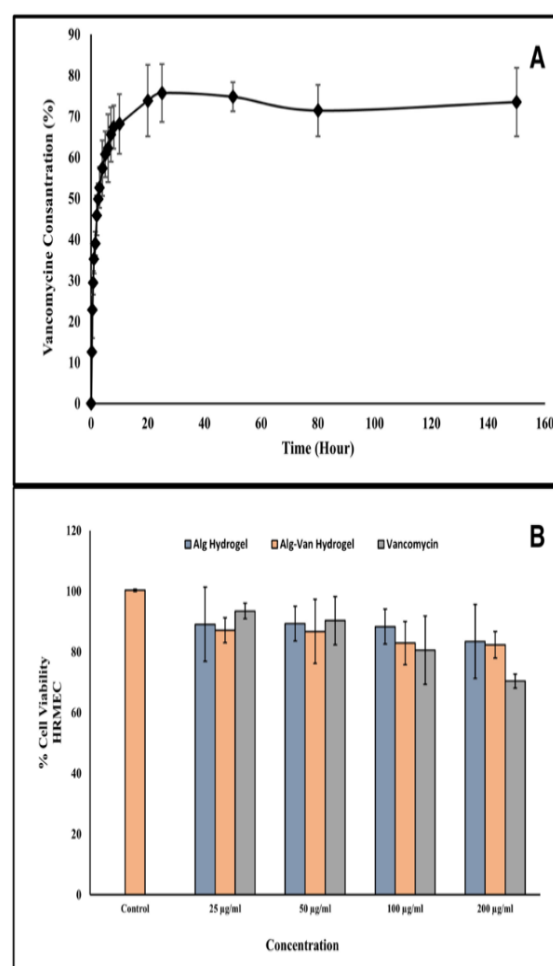 A
90
80
70
60
50
40
30
20
10
0
Vancomycine Consantration (%)
0 20 40 60 80 100 120 140 160
Time (Hour)
B
120
100
80
60
40
20
0
% Cell Viability
HRMEC
Alg Hydrogel Alg-Van Hydrogel Vancomycin
Control 25 µg/ml 50 µg/ml 100 µg/ml 200 µg/ml
Concentration